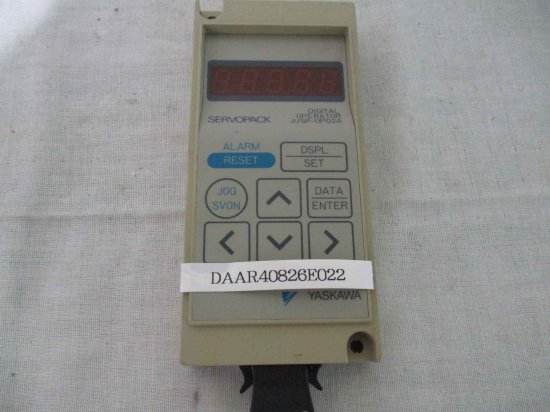 SERVOPACK
DIGITAL
OPERATOR
JUSP-OP02A
ALARM
RESET
DSPL
SET
JOG
SVON
DATA
ENTER
DAAR40826E022
YASKAWA